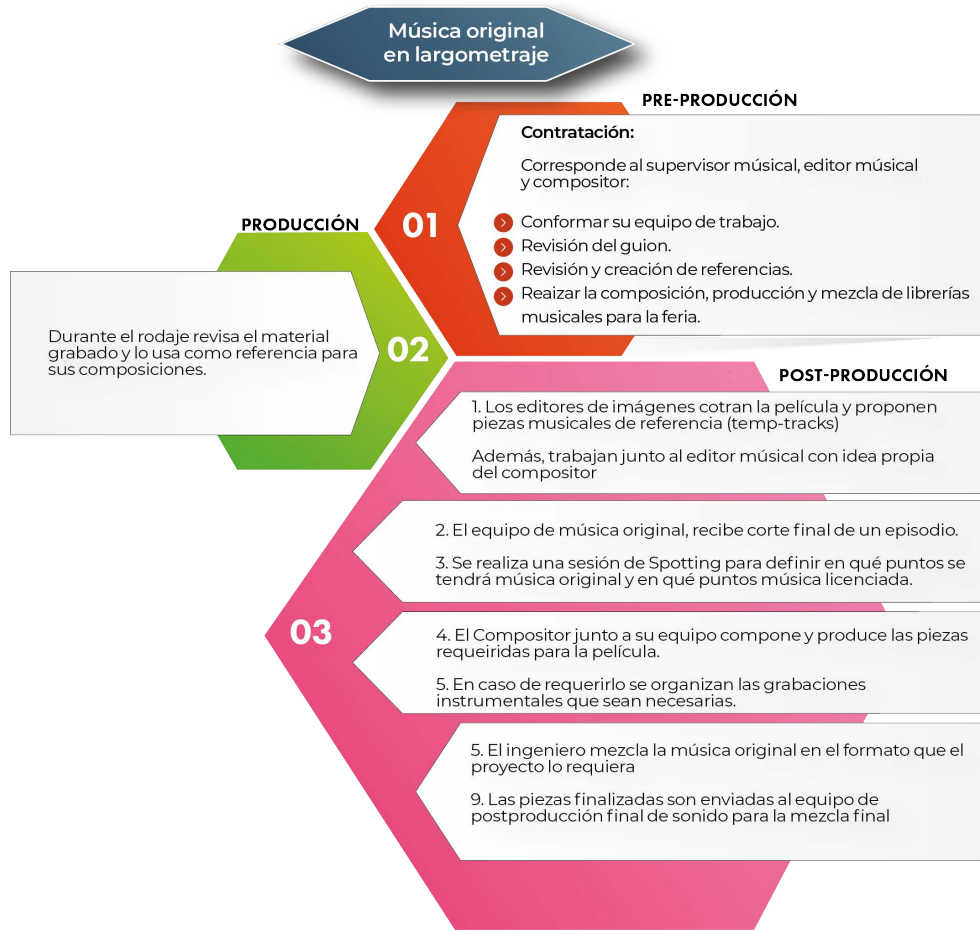 Música original
en largometraje
PRE-PRODUCCIÓN
Contratación:
Corresponde al supervisor músical, editor músical
y compositor:
01
Conformar su equipo de trabajo.
Revisión del guion.
Revisión y creación de referencias.
Reaizar la composición, producción y mezcla de librerías
musicales para la feria.
PRODUCCIÓN
02
Durante el rodaje revisa el material
grabado y lo usa como referencia para
sus composiciones.
POST-PRODUCCIÓN
1. Los editores de imágenes cotran la película y proponen
piezas musicales de referencia (temp-tracks)
Además, trabajan junto al editor músical con idea propia
del compositor
2. El equipo de música original, recibe corte final de un episodio.
3. Se realiza una sesión de Spotting para definir en qué puntos se
tendrá música original y en qué puntos música licenciada.
03
4. El Compositor junto a su equipo compone y produce las piezas
requeiridas para la película.
5. En caso de requerirlo se organizan las grabaciones
instrumentales que sean necesarias.
5. El ingeniero mezcla la música original en el formato que el
proyecto lo requiera
9. Las piezas finalizadas son enviadas al equipo de
postproducción final de sonido para la mezcla final